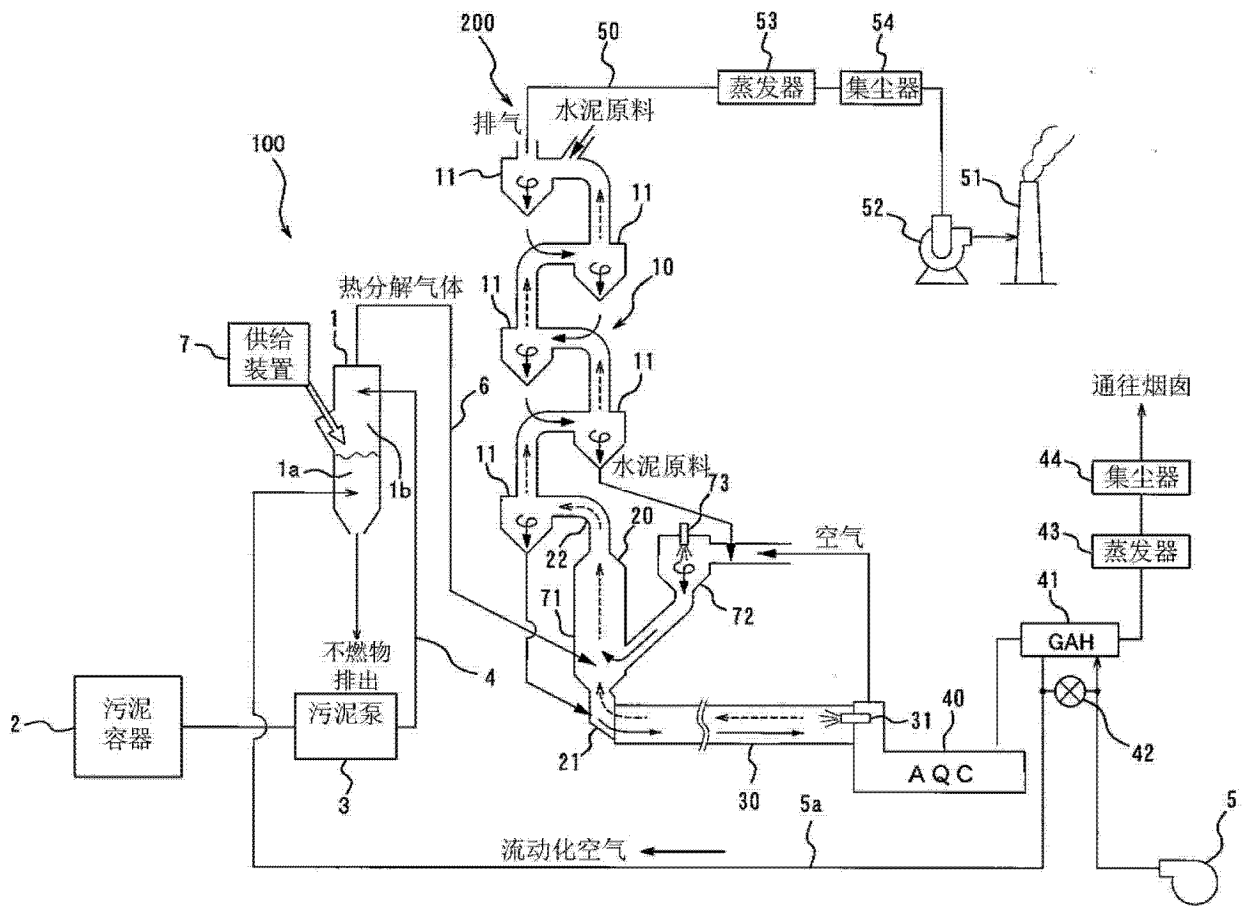 53
54
200
50
蒸发器
集尘器
水泥原料
排气
100
11
51
11
52
热分解气体
11
10
7
供给
装置
1
11
6
通往烟囱
1a
1b
11
水泥原料
73
44
集尘器
20
空气
22
43
蒸发器
72
71
41
GAH
不燃物
排出
4
2
污泥
容器
污泥泵
31
40
42
21
AQC
3
30
5a
5
流动化空气